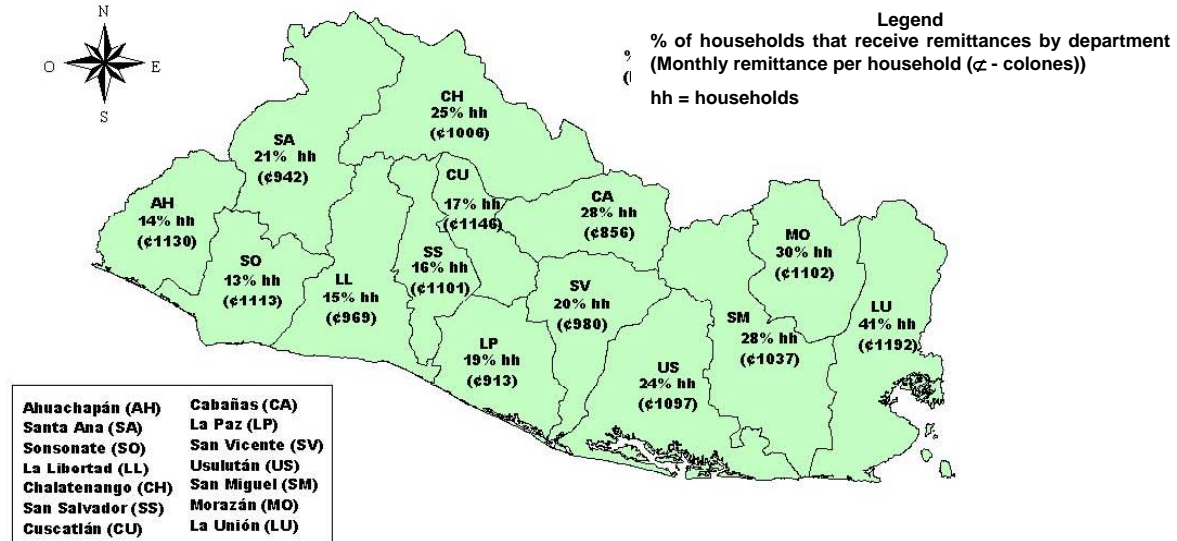 N
O
E
S
Legend
% of households that receive remittances by department
(Monthly remittance per household (₡ - colones))
hh = households
%
(
CH
25% hh
(¢1006)
SA
21% hh
(¢942)
CU
17% hh
(¢1146)
CA
28% hh
(¢856)
AH
14% hh
(¢1130)
MO
30% hh
(¢1102)
SO
13% hh
(¢1113)
SS
16% hh
(¢1101)
LL
15% hh
(¢969)
SV
20% hh
(¢980)
LU
41% hh
(¢1192)
SM
28% hh
(¢1037)
LP
19% hh
(¢913)
US
24% hh
(¢1097)
Ahuachapán (AH)
Santa Ana (SA)
Sonsonate (SO)
La Libertad (LL)
Chalatenango (CH)
San Salvador (SS)
Cuscatlán (CU)
Cabañas (CA)
La Paz (LP)
San Vicente (SV)
Usulután (US)
San Miguel (SM)
Morazán (MO)
La Unión (LU)